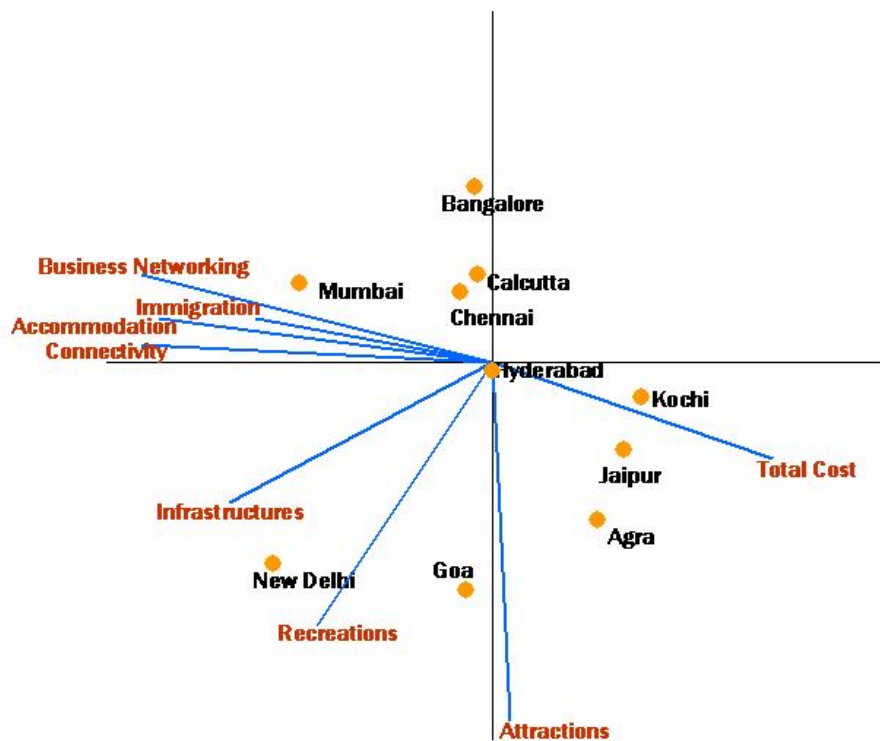 Bangalore
Business Networking
Calcutta
Mumbai
Immigration
Chennai
Accommodation
Connectivity
Hyderabad
Kochi
Total Cost
Jaipur
Infrastructures
Agra
Goa
New Delhi
Recreations
Attractions